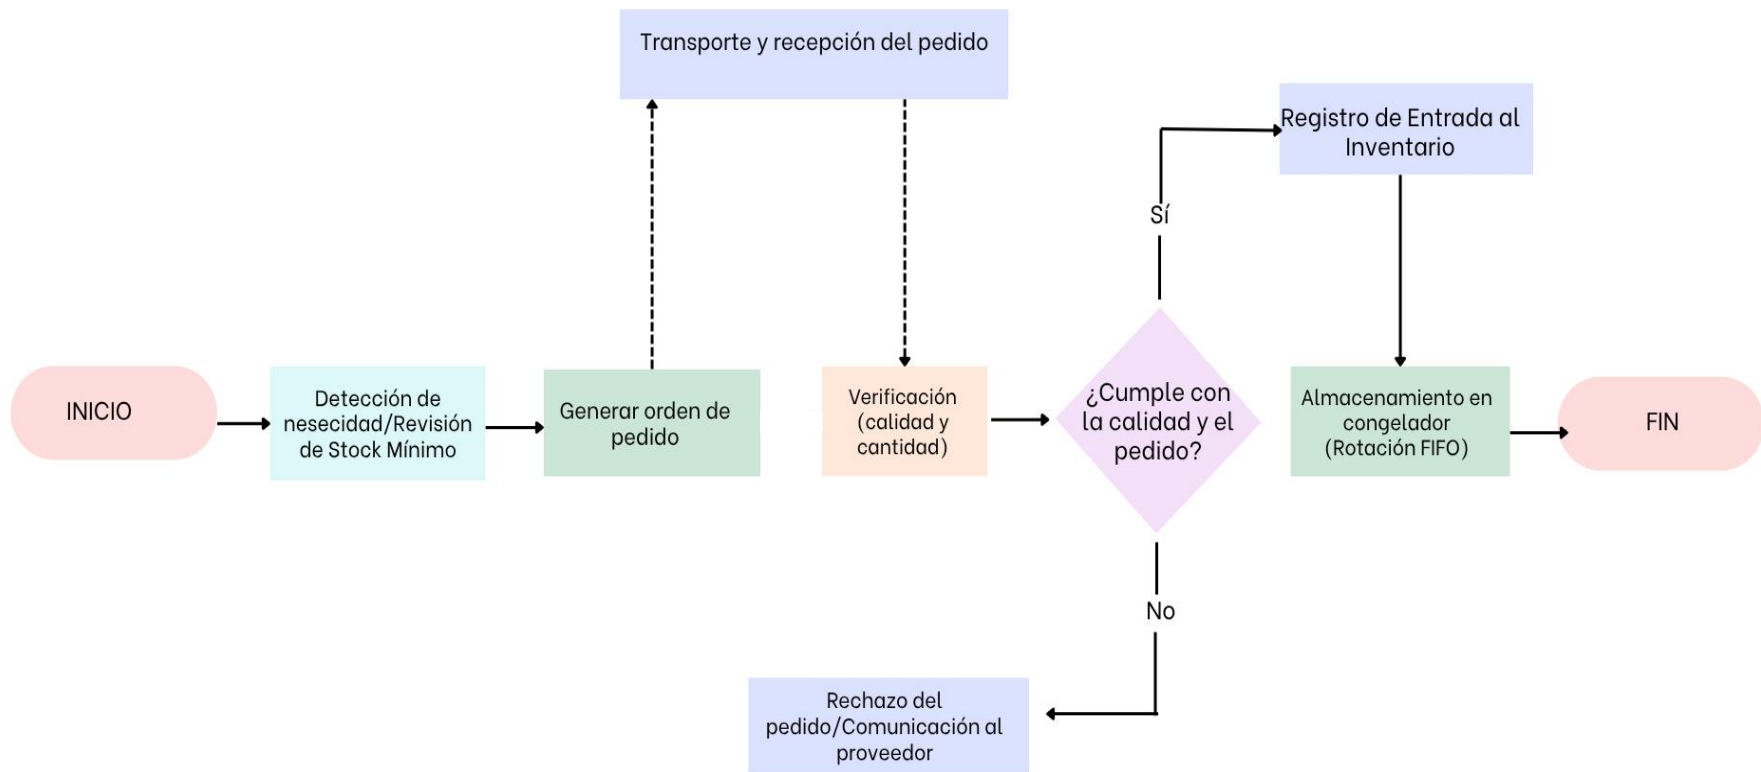 Transporte y recepción del pedido
Registro de Entrada al
Inventario
Sí
INICIO
Detección de
nesecidad/Revisión
de Stock Mínimo
Generar orden de
pedido
Verificación
(calidad y
cantidad)
¿Cumple con
la calidad y el
pedido?
Almacenamiento en
congelador
(Rotación FIFO)
FIN
No
Rechazo del
pedido/Comunicación al
proveedor